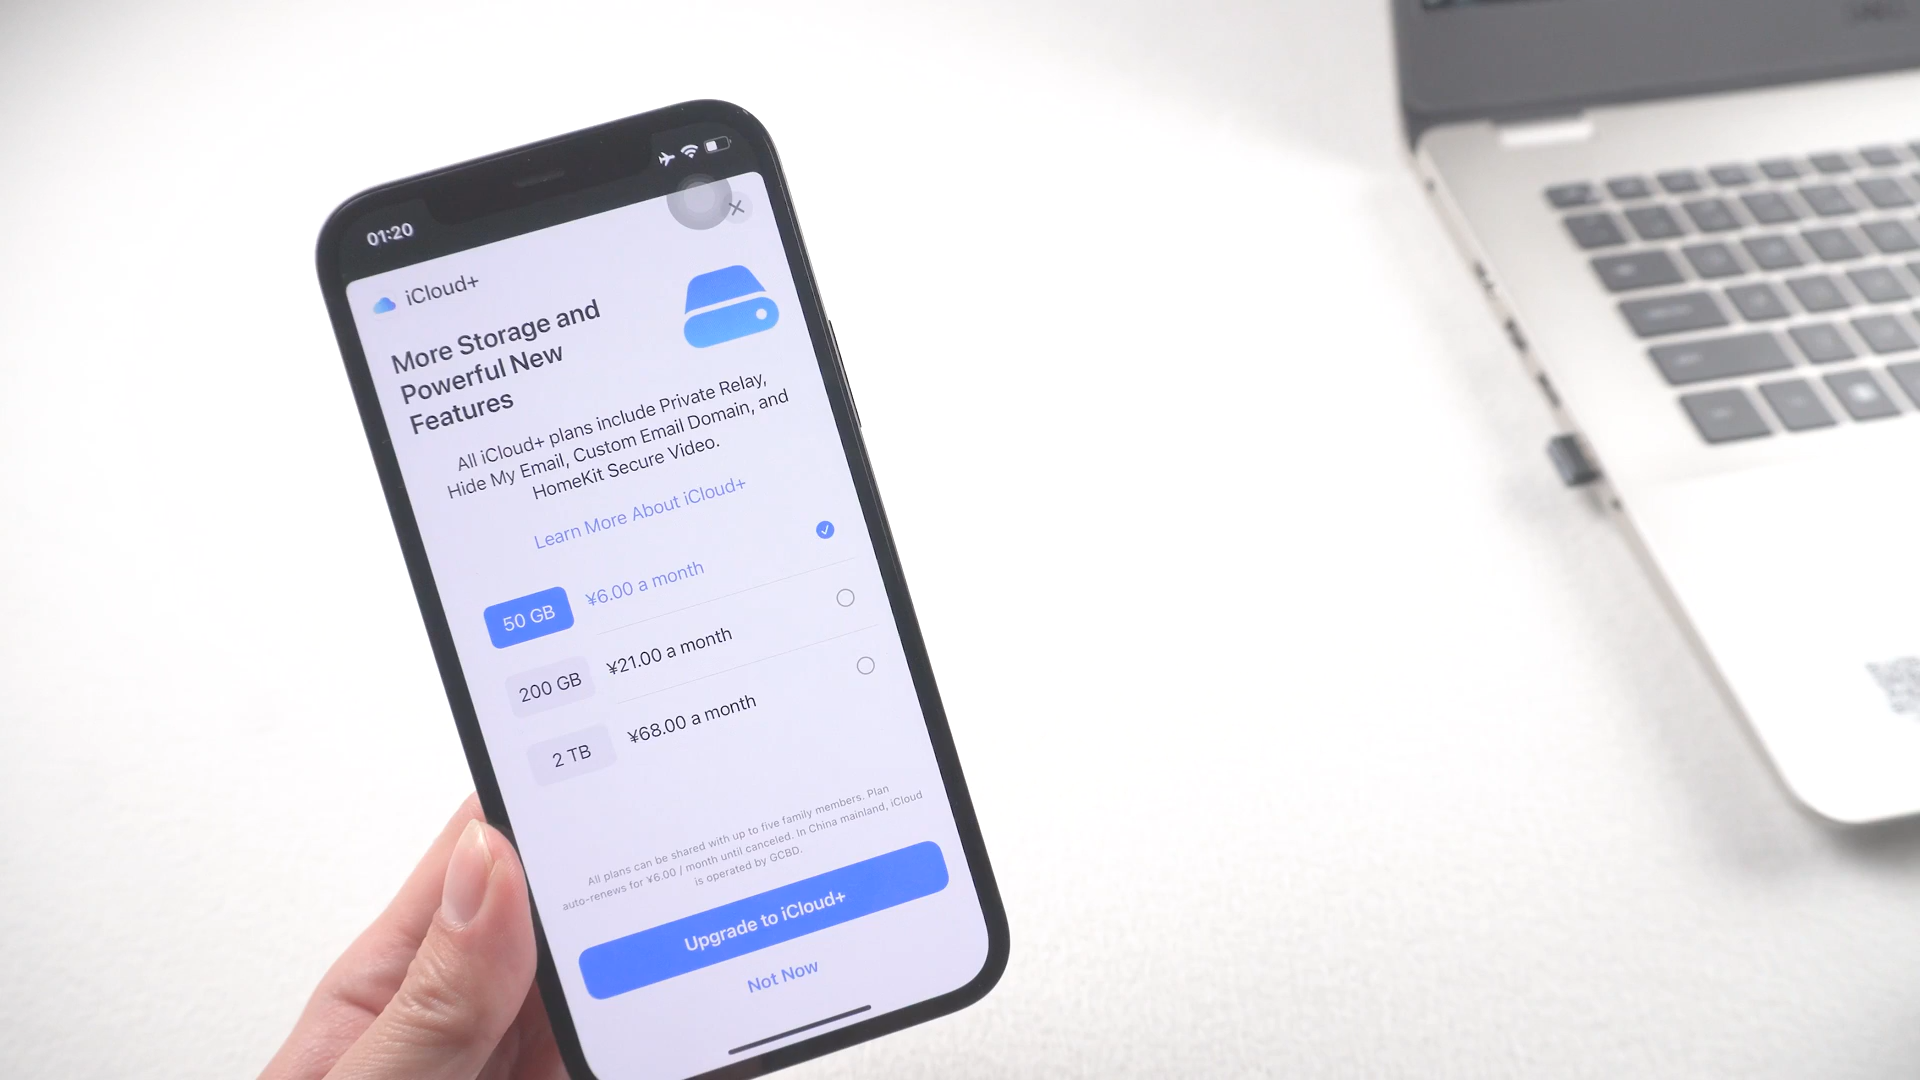 01:20
iCloud+
More Storage and
Powerful New
Features
All iCloud+ plans include Private Relay,
Hide My Email, Custom Email Domain, and
HomeKit Secure Video.
Learn More About iCloud+
50 GB ¥6.00 a month
200 GB ¥21.00 a month
2 TB ¥68.00 a month
All plans can be shared with up to five family members. Plan
auto-renews for ¥6.00 / month until canceled. In China mainland, iCloud
is operated by GCBD.
Upgrade to iCloud+
Not Now